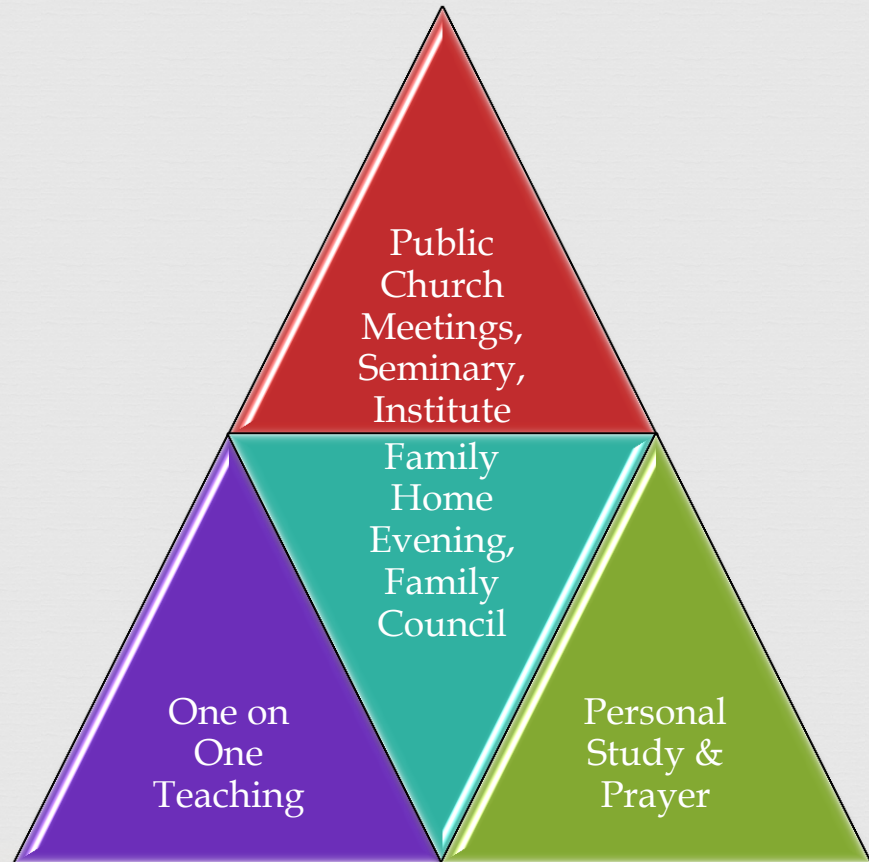 Public
Church
Meetings,
Seminary,
Institute
Family
Home
Evening,
Family
Council
One on
One
Teaching
Personal
Study &
Prayer